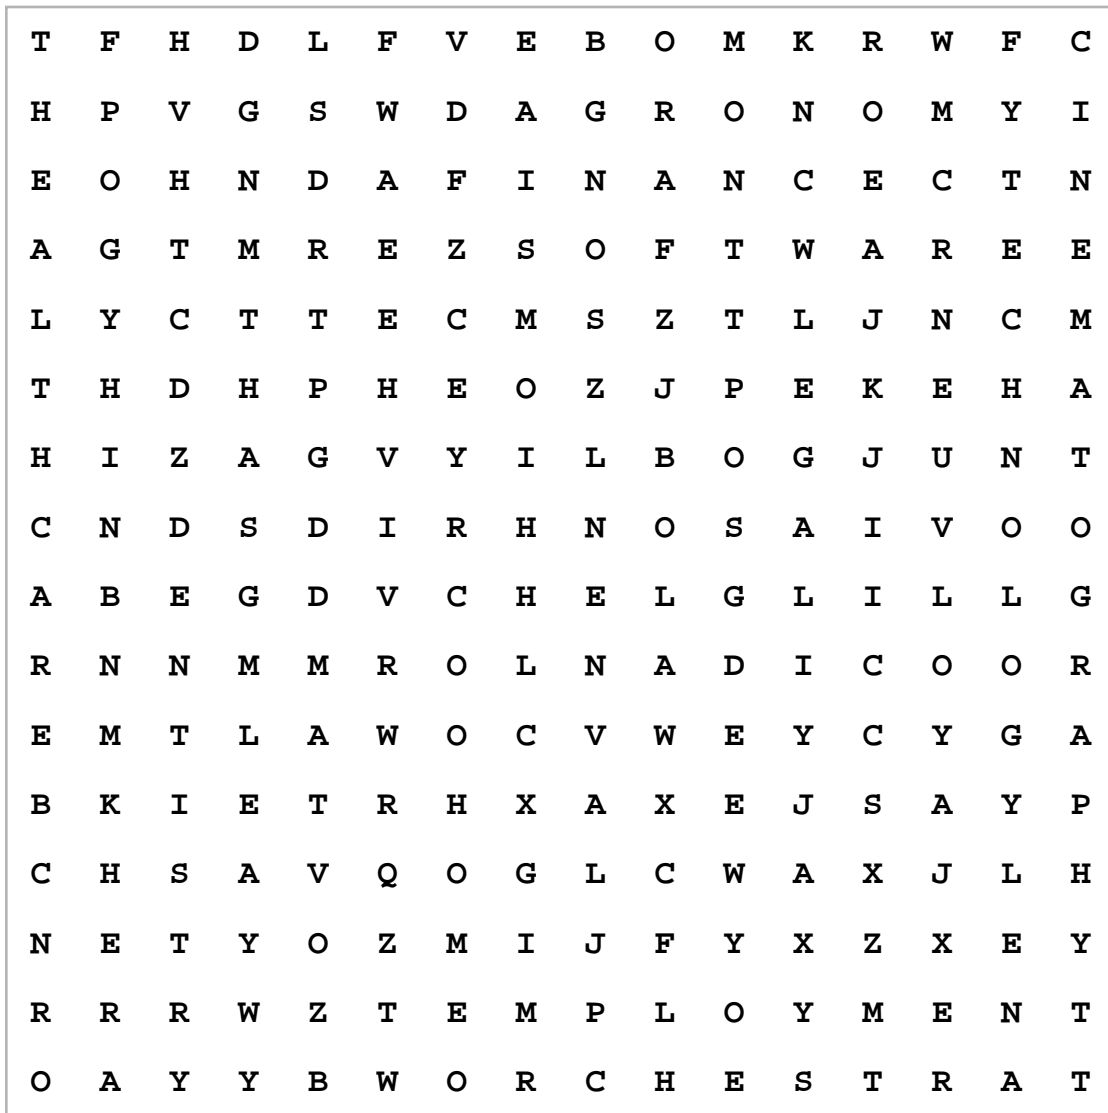 T F H D L F V E B O M K R W F C
H P V G S W D A G R O N O M Y I
E O H N D A F I N A N C E C T N
A G T M R E Z S O F T W A R E E
L Y C T T E C M S Z T L J N C M
T H D H P H E O Z J P E K E H A
H I Z A G V Y I L B O G J U N T
C N D S D I R H N O S A I V O O
A B E G D V C H E L G L I L L G
R N N M M R O L N A D I C O O R
E M T L A W O C V W E Y C Y G A
B K I E T R H X A X E J S A Y P
C H S A V Q O G L C W A X J L H
N E T Y O Z M I J F Y X Z X E Y
R R R W Z T E M P L O Y M E N T
O A Y Y B W O R C H E S T R A T